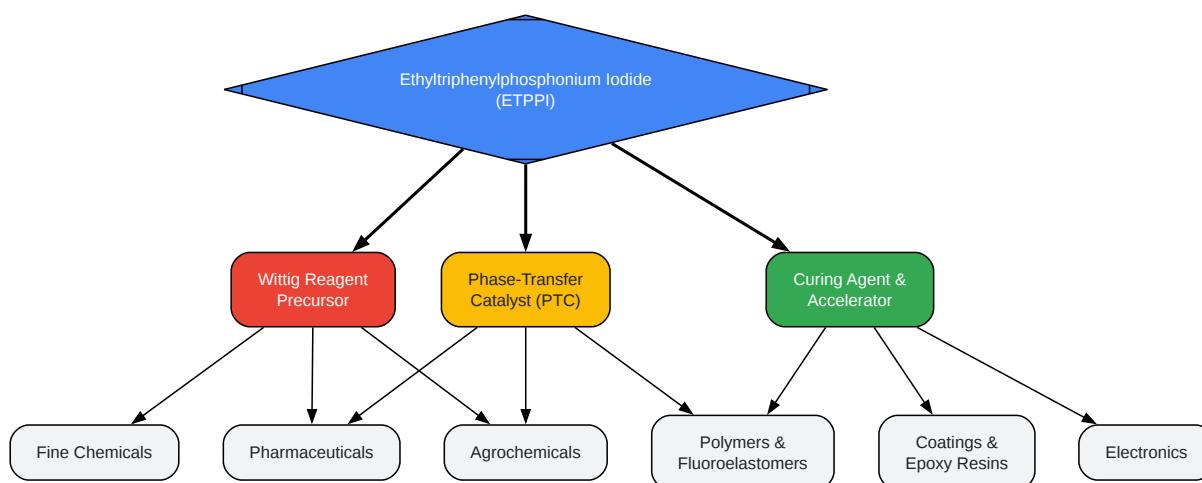 Ethyltriphenylphosphonium Iodide
(ETPPI)
Wittig Reagent
Precursor
Phase-Transfer
Catalyst (PTC)
Curing Agent &
Accelerator
Fine Chemicals
Pharmaceuticals
Agrochemicals
Polymers &
Fluoroelastomers
Coatings &
Epoxy Resins
Electronics